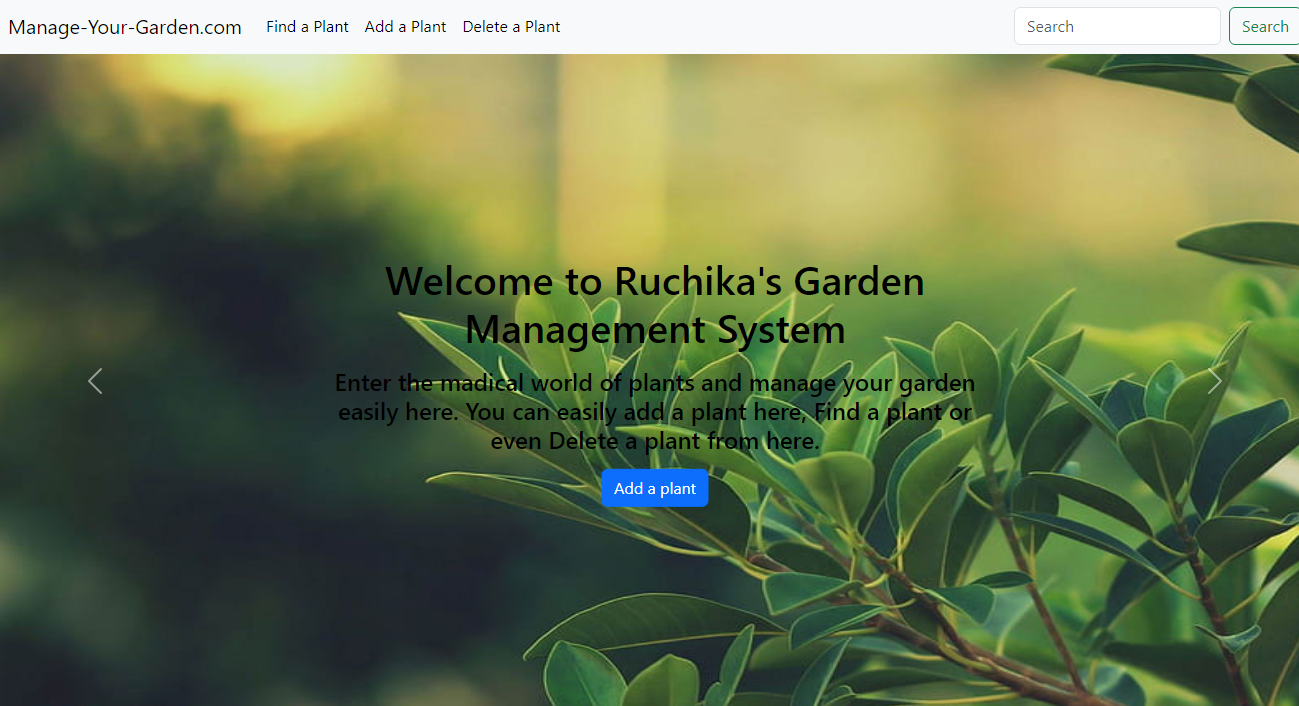 Manage-Your-Garden.com Find a Plant Add a Plant Delete a Plant Search Search
Welcome to Ruchika's Garden
Management System
Enter the madical world of plants and manage your garden
easily here. You can easily add a plant here, Find a plant or
even Delete a plant from here.
Add a plant